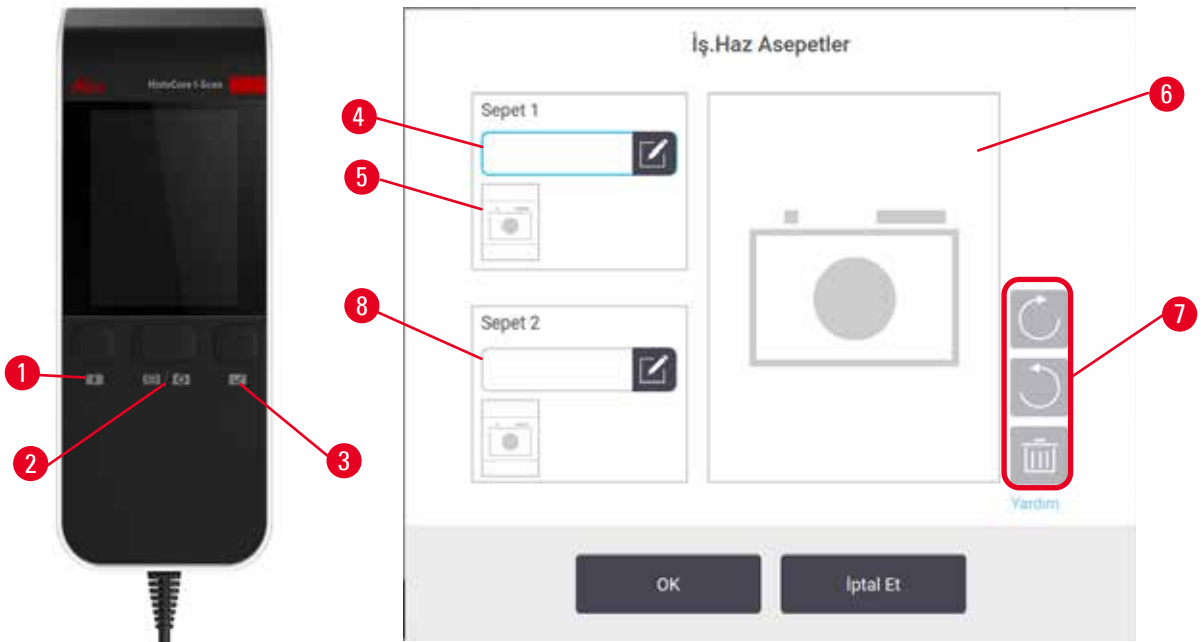 HistoCore I-Scan
1
2
3
İş.Haz Asepetler
Sepet 1
4
5
6
Sepet 2
8
7
Yardım
OK
İptal Et